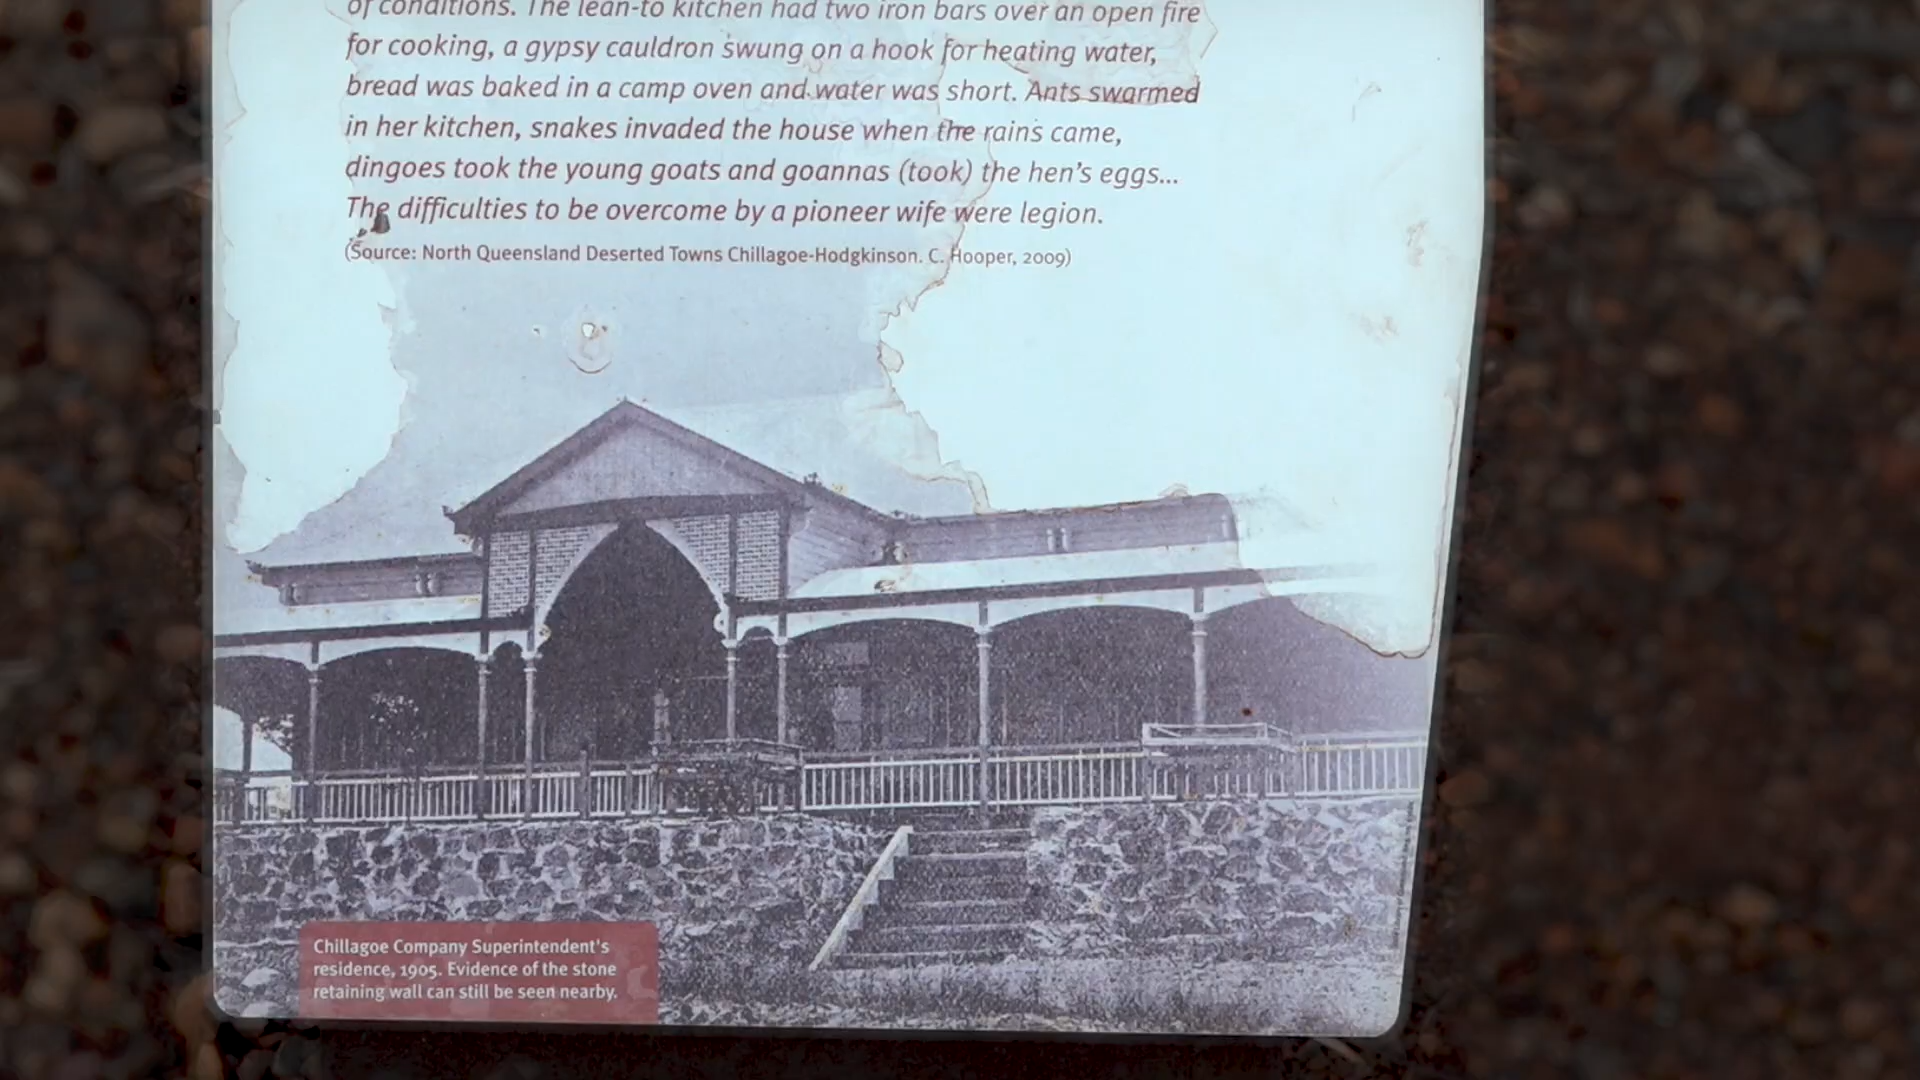 of conditions. The lean-to kitchen had two iron bars over an open fire
for cooking, a gypsy cauldron swung on a hook for heating water,
bread was baked in a camp oven and water was short. Ants swarmed
in her kitchen, snakes invaded the house when the rains came,
dingoes took the young goats and goannas (took) the hen's eggs...
The difficulties to be overcome by a pioneer wife were legion.
(Source: North Queensland Deserted Towns Chillagoe-Hodgkinson. C. Hooper, 2009)
Chillagoe Company Superintendent's
residence, 1905. Evidence of the stone
retaining wall can still be seen nearby.